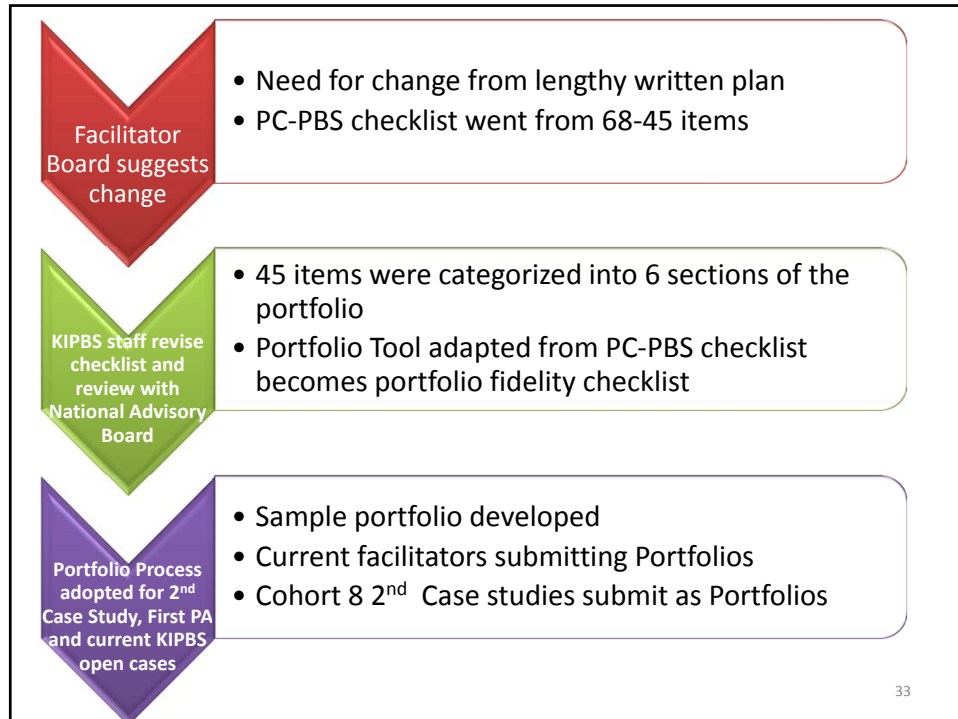 Facilitator
Board suggests
change
• Need for change from lengthy written plan
• PC-PBS checklist went from 68-45 items
KIPBS staff revise
checklist and
review with
National Advisory
Board
• 45 items were categorized into 6 sections of the
portfolio
• Portfolio Tool adapted from PC-PBS checklist
becomes portfolio fidelity checklist
Portfolio Process
adopted for 2nd
Case Study, First PA
and current KIPBS
open cases
• Sample portfolio developed
• Current facilitators submitting Portfolios
• Cohort 8 2nd Case studies submit as Portfolios
33